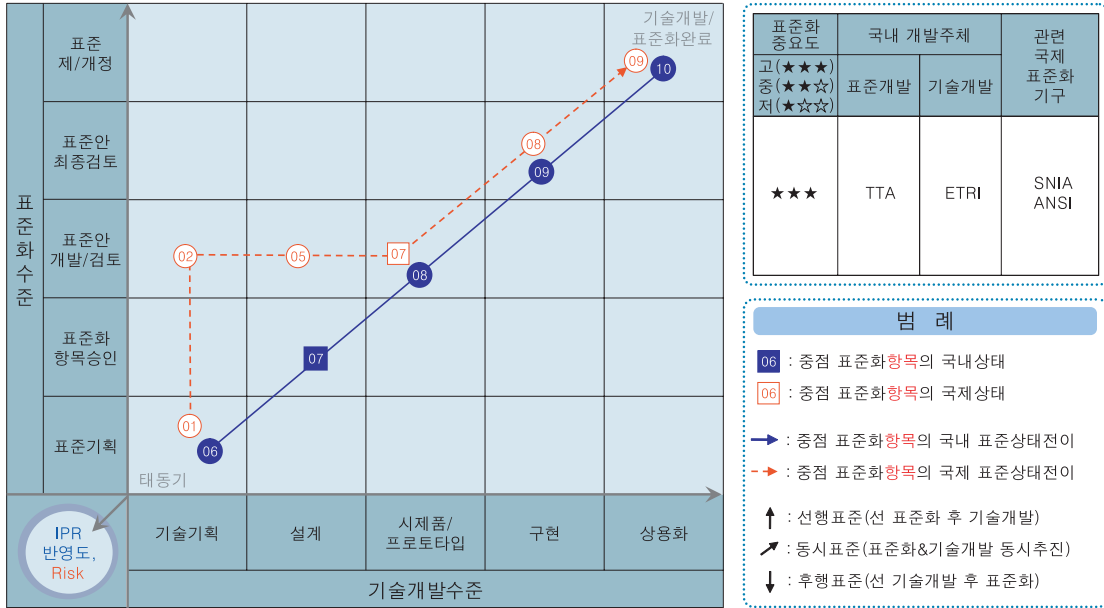 표준화수준
표준
제/개정
표준안
최종검토
표준안
개발/검토
표준화
항목승인
표준기획
기술개발/
표준화완료
09
10
08
09
02
05
07
08
07
01
06
태동기
IPR
반영도,
Risk
기술기획
설계
시제품/
프로토타입
구현
상용화
기술개발수준
표준화
중요도
고(★★★)
중(★★☆)
저(★☆☆)
국내 개발주체
표준개발
기술개발
관련
국제
표준화
기구
★★★
TTA
ETRI
SNIA
ANSI
범 례
06 : 중점 표준화항목의 국내상태
06 : 중점 표준화항목의 국제상태
: 중점 표준화항목의 국내 표준상태전이
: 중점 표준화항목의 국제 표준상태전이
: 선행표준(선 표준화 후 기술개발)
: 동시표준(표준화&기술개발 동시추진)
: 후행표준(선 기술개발 후 표준화)